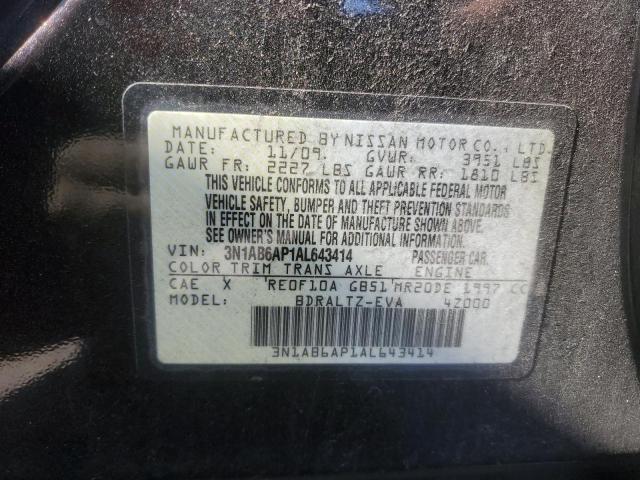 MANUFACTURED BY NISSAN MOTOR CO., LTD.
DATE: 11/09. GVWR: 3951 LBS
GAWR FR: 2227 LBS GAWR RR: 1810 LBS
THIS VEHICLE CONFORMS TO ALL APPLICABLE FEDERAL MOTOR
VEHICLE SAFETY, BUMPER AND THEFT PREVENTION STANDARDS
IN EFFECT ON THE DATE OF MANUFACTURE SHOWN ABOVE.
SEE OWNER'S MANUAL FOR INFORMATION.
VIN: 3N1AB6AP1AL643414 PASSENGER CAR.
COLOR TRIM TRANS AXLE ENGINE
CAE X 'RE0F10A GB51 MR20DE 1997 CC
MODEL: BDRALTZ-EVA 4Z000
3N1AB6AP1AL643414